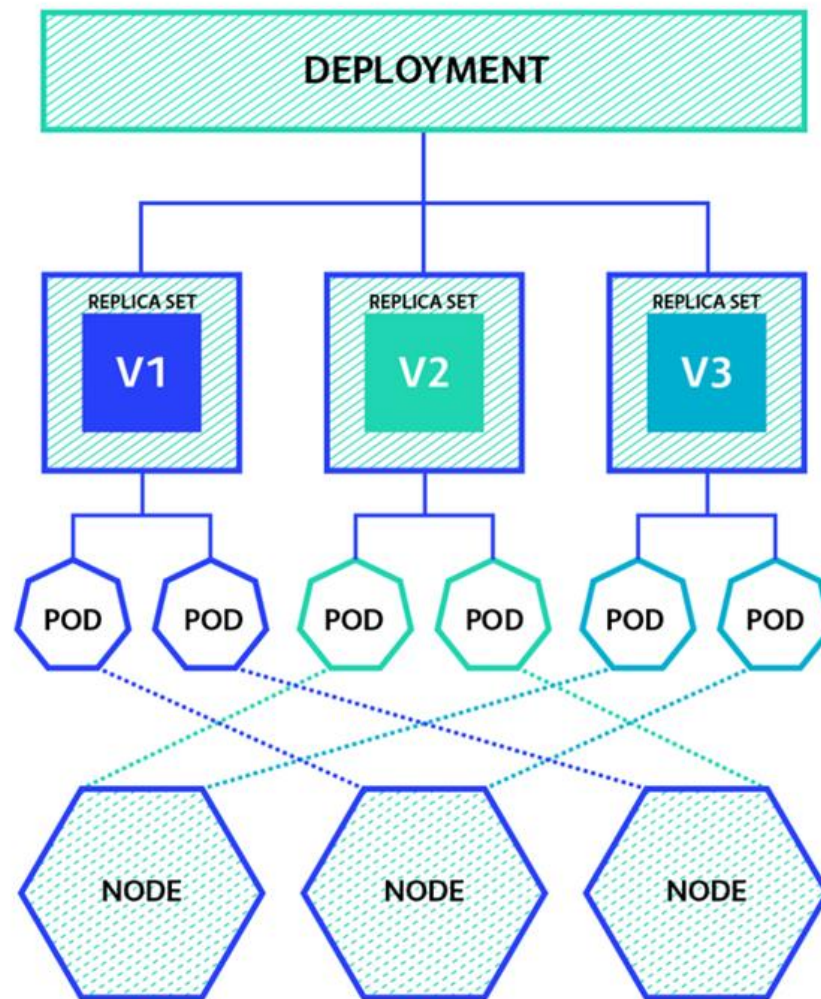 DEPLOYMENT
REPLICA SET
V1
REPLICA SET
V2
REPLICA SET
V3
POD
POD
POD
POD
POD
POD
NODE
NODE
NODE